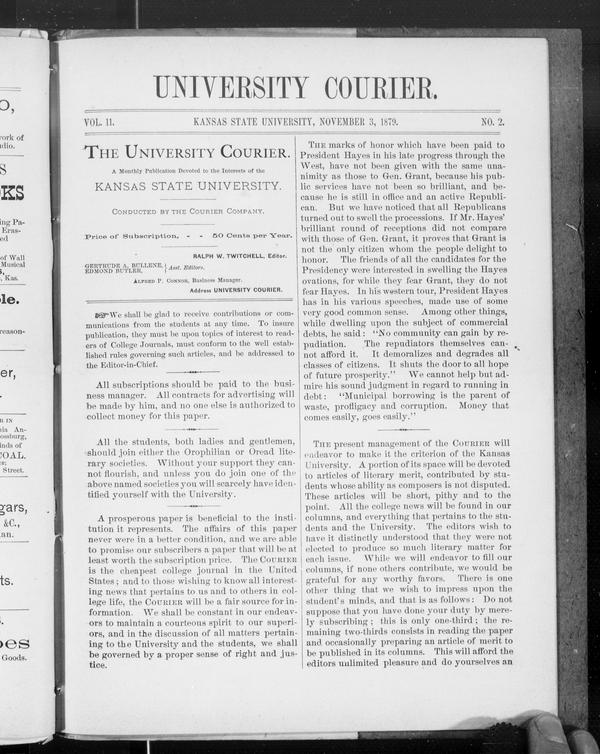 O,
work of
udio.
S
KS
ing Pa-
Eras-
ed
of Wall
Musical
S,
, Kas.
le.
reason-
er,
R IN
nia An-
ossburg,
inds of
COAL.
Street.
gars,
&C.,
an.
ts.
oes
Goods.
UNIVERSITY COURIER.
VOL. 11. KANSAS STATE UNIVERSITY, NOVEMBER 3, 1879. NO. 2.
THE UNIVERSITY COURIER.
A Monthly Publication Devoted to the Interests of the
KANSAS STATE UNIVERSITY.
CONDUCTED BY THE COURIER COMPANY.
Price of Subscription, - - 50 Cents per Year.
RALPH W. TWITCHELL, Editor.
GERTRUDE A. BULLENE, } Asst. Editors.
EDMOND BUTLER,
ALFRED P. CONNOR, Business Manager.
Address UNIVERSITY COURIER.
☞We shall be glad to receive contributions or com-
munications from the students at any time. To insure
publication, they must be upon topics of interest to read-
ers of College Journals, must conform to the well estab-
lished rules governing such articles, and be addressed to
the Editor-in-Chief.
All subscriptions should be paid to the busi-
ness manager. All contracts for advertising will
be made by him, and no one else is authorized to
collect money for this paper.
All the students, both ladies and gentlemen,
should join either the Orophilian or Oread lite-
rary societies. Without your support they can-
not flourish, and unless you do join one of the
above named societies you will scarcely have iden-
tified yourself with the University.
A prosperous paper is beneficial to the insti-
tution it represents. The affairs of this paper
never were in a better condition, and we are able
to promise our subscribers a paper that will be at
least worth the subscription price. The COURIER
is the cheapest college journal in the United
States; and to those wishing to know all interest-
ing news that pertains to us and to others in col-
lege life, the COURIER will be a fair source for in-
formation. We shall be constant in our endeav-
ors to maintain a courteous spirit to our superi-
ors, and in the discussion of all matters pertain-
ing to the University and the students, we shall
be governed by a proper sense of right and jus-
tice.
THE marks of honor which have been paid to
President Hayes in his late progress through the
West, have not been given with the same una-
nimity as those to Gen. Grant, because his pub-
lic services have not been so brilliant, and be-
cause he is still in office and an active Republi-
can. But we have noticed that all Republicans
turned out to swell the processions. If Mr. Hayes'
brilliant round of receptions did not compare
with those of Gen. Grant, it proves that Grant is
not the only citizen whom the people delight to
honor. The friends of all the candidates for the
Presidency were interested in swelling the Hayes
ovations, for while they fear Grant, they do not
fear Hayes. In his western tour, President Hayes
has in his various speeches, made use of some
very good common sense. Among other things,
while dwelling upon the subject of commercial
debts, he said: "No community can gain by re-
pudiation. The repudiators themselves can-
not afford it. It demoralizes and degrades all
classes of citizens. It shuts the door to all hope
of future prosperity." We cannot help but ad-
mire his sound judgment in regard to running in
debt: "Municipal borrowing is the parent of
waste, profligacy and corruption. Money that
comes easily, goes easily."
THE present management of the COURIER will
endeavor to make it the criterion of the Kansas
University. A portion of its space will be devoted
to articles of literary merit, contributed by stu-
dents whose ability as composers is not disputed.
These articles will be short, pithy and to the
point. All the college news will be found in our
columns, and everything that pertains to the stu-
dents and the University. The editors wish to
have it distinctly understood that they were not
elected to produce so much literary matter for
each issue. While we will endeavor to fill our
columns, if none others contribute, we would be
grateful for any worthy favors. There is one
other thing that we wish to impress upon the
student's minds, and that is as follows: Do not
suppose that you have done your duty by mere-
ly subscribing; this is only one-third; the re-
maining two-thirds consists in reading the paper
and occasionally preparing an article of merit to
be published in its columns. This will afford the
editors unlimited pleasure and do yourselves an